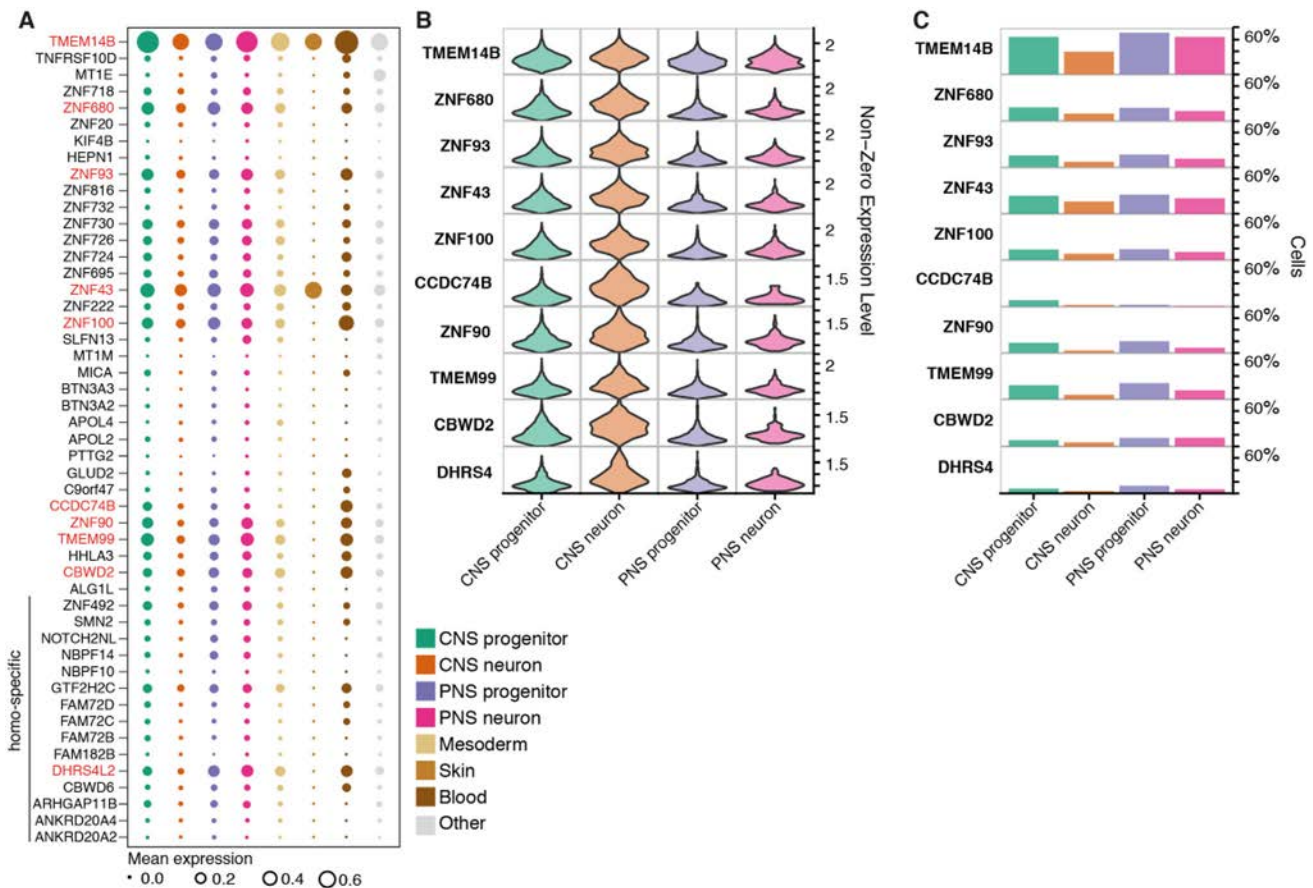 A
TMEM14B
TNFRSF10D
MT1E
ZNF718
ZNF680
ZNF20
KIF4B
HEPN1
ZNF93
ZNF816
ZNF732
ZNF730
ZNF726
ZNF724
ZNF695
ZNF43
ZNF222
ZNF100
SLFN13
MT1M
MICA
BTN3A3
BTN3A2
APOL4
APOL2
PTTG2
GLUD2
C9orf47
CCDC74B
ZNF90
TMEM99
HHLA3
CBWD2
ALG1L
ZNF492
SMN2
NOTCH2NL
NBPF14
NBPF10
GTF2H2C
FAM72D
FAM72C
FAM72B
FAM182B
DHRS4L2
CBWD6
ARHGAP11B
ANKRD20A4
ANKRD20A2
homo-specific
Mean expression
0.0 0.2 0.4 0.6
B
TMEM14B
ZNF680
ZNF93
ZNF43
ZNF100
CCDC74B
ZNF90
TMEM99
CBWD2
DHRS4
2
2
2
2
2
1.5
1.5
2
1.5
1.5
Non-Zero Expression Level
CNS progenitor
CNS neuron
PNS progenitor
PNS neuron
CNS progenitor
CNS neuron
PNS progenitor
PNS neuron
Mesoderm
Skin
Blood
Other
C
TMEM14B
ZNF680
ZNF93
ZNF43
ZNF100
CCDC74B
ZNF90
TMEM99
CBWD2
DHRS4
60%
60%
60%
60%
60%
60%
60%
60%
60%
60%
Cells
CNS progenitor
CNS neuron
PNS progenitor
PNS neuron